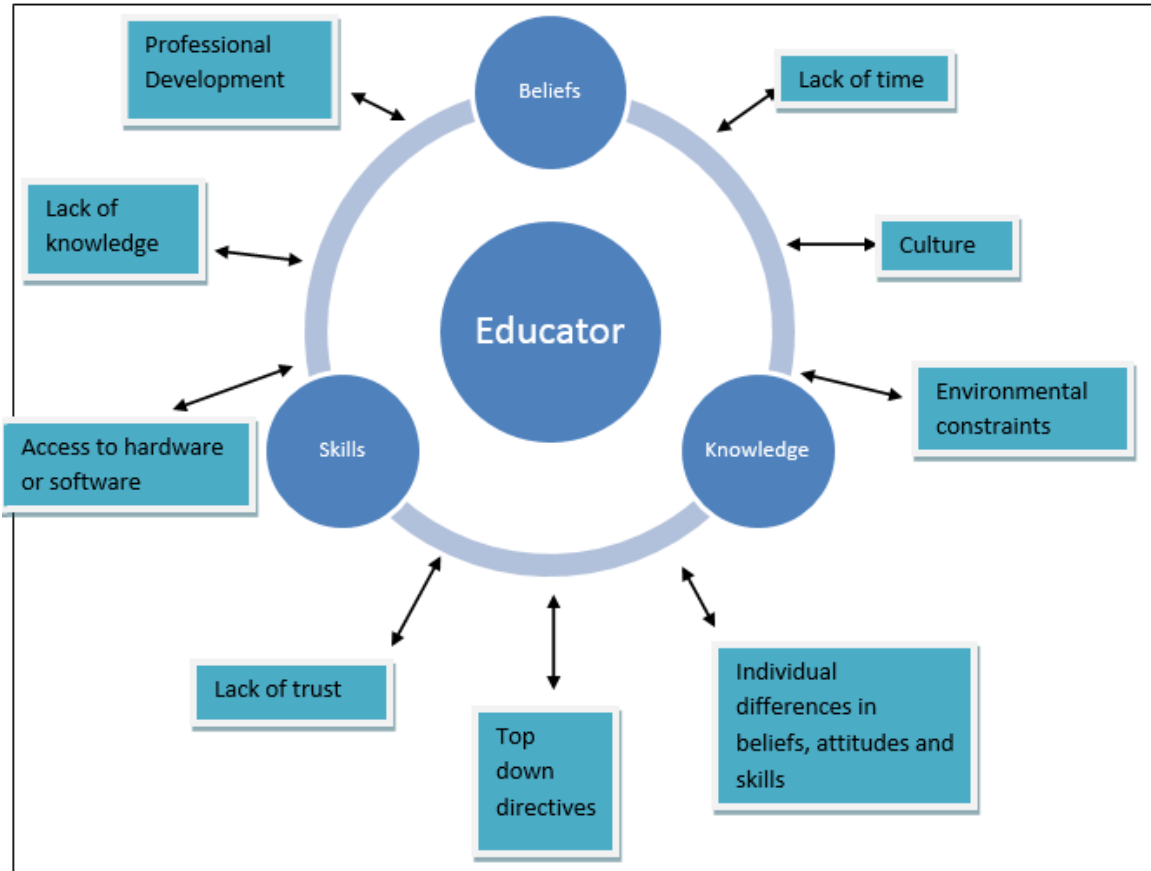 Professional
Development
Beliefs
Lack of time
Lack of
knowledge
Culture
Educator
Environmental
constraints
Access to hardware
or software
Skills
Knowledge
Lack of trust
Top
down
directives
Individual
differences in
beliefs, attitudes and
skills